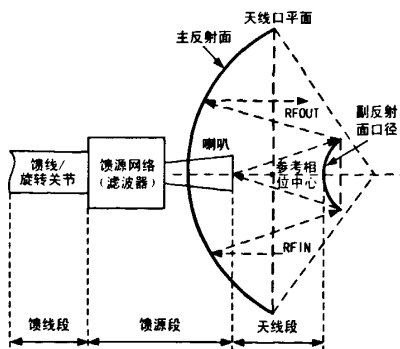 天线口平面
主反射面
RFOUT
副反射
面口径
喇叭
馈线/
旋转关节
馈源网络
(滤波器)
参考相
位中心
RFIN
馈线段
馈源段
天线段